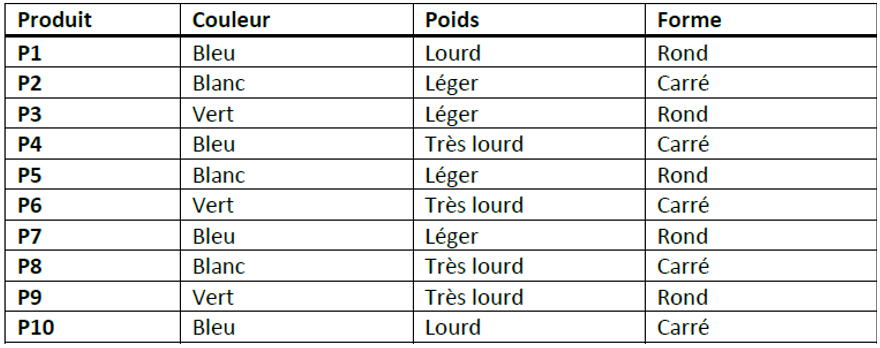 Produit Couleur Poids Forme
P1 Bleu Lourd Rond
P2 Blanc Léger Carré
P3 Vert Léger Rond
P4 Bleu Très lourd Carré
P5 Blanc Léger Rond
P6 Vert Très lourd Carré
P7 Bleu Léger Rond
P8 Blanc Très lourd Carré
P9 Vert Très lourd Rond
P10 Bleu Lourd Carré